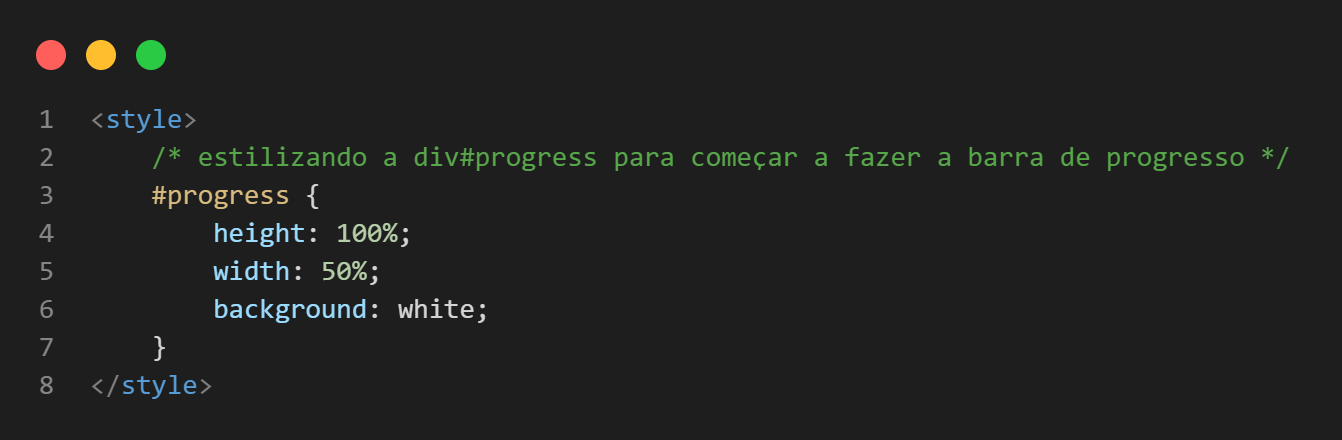 1 <style>
2 /* estilizando a div#progress para começar a fazer a barra de progresso */
3 #progress {
4 height: 100%;
5 width: 50%;
6 background: white;
7 }
8 </style>